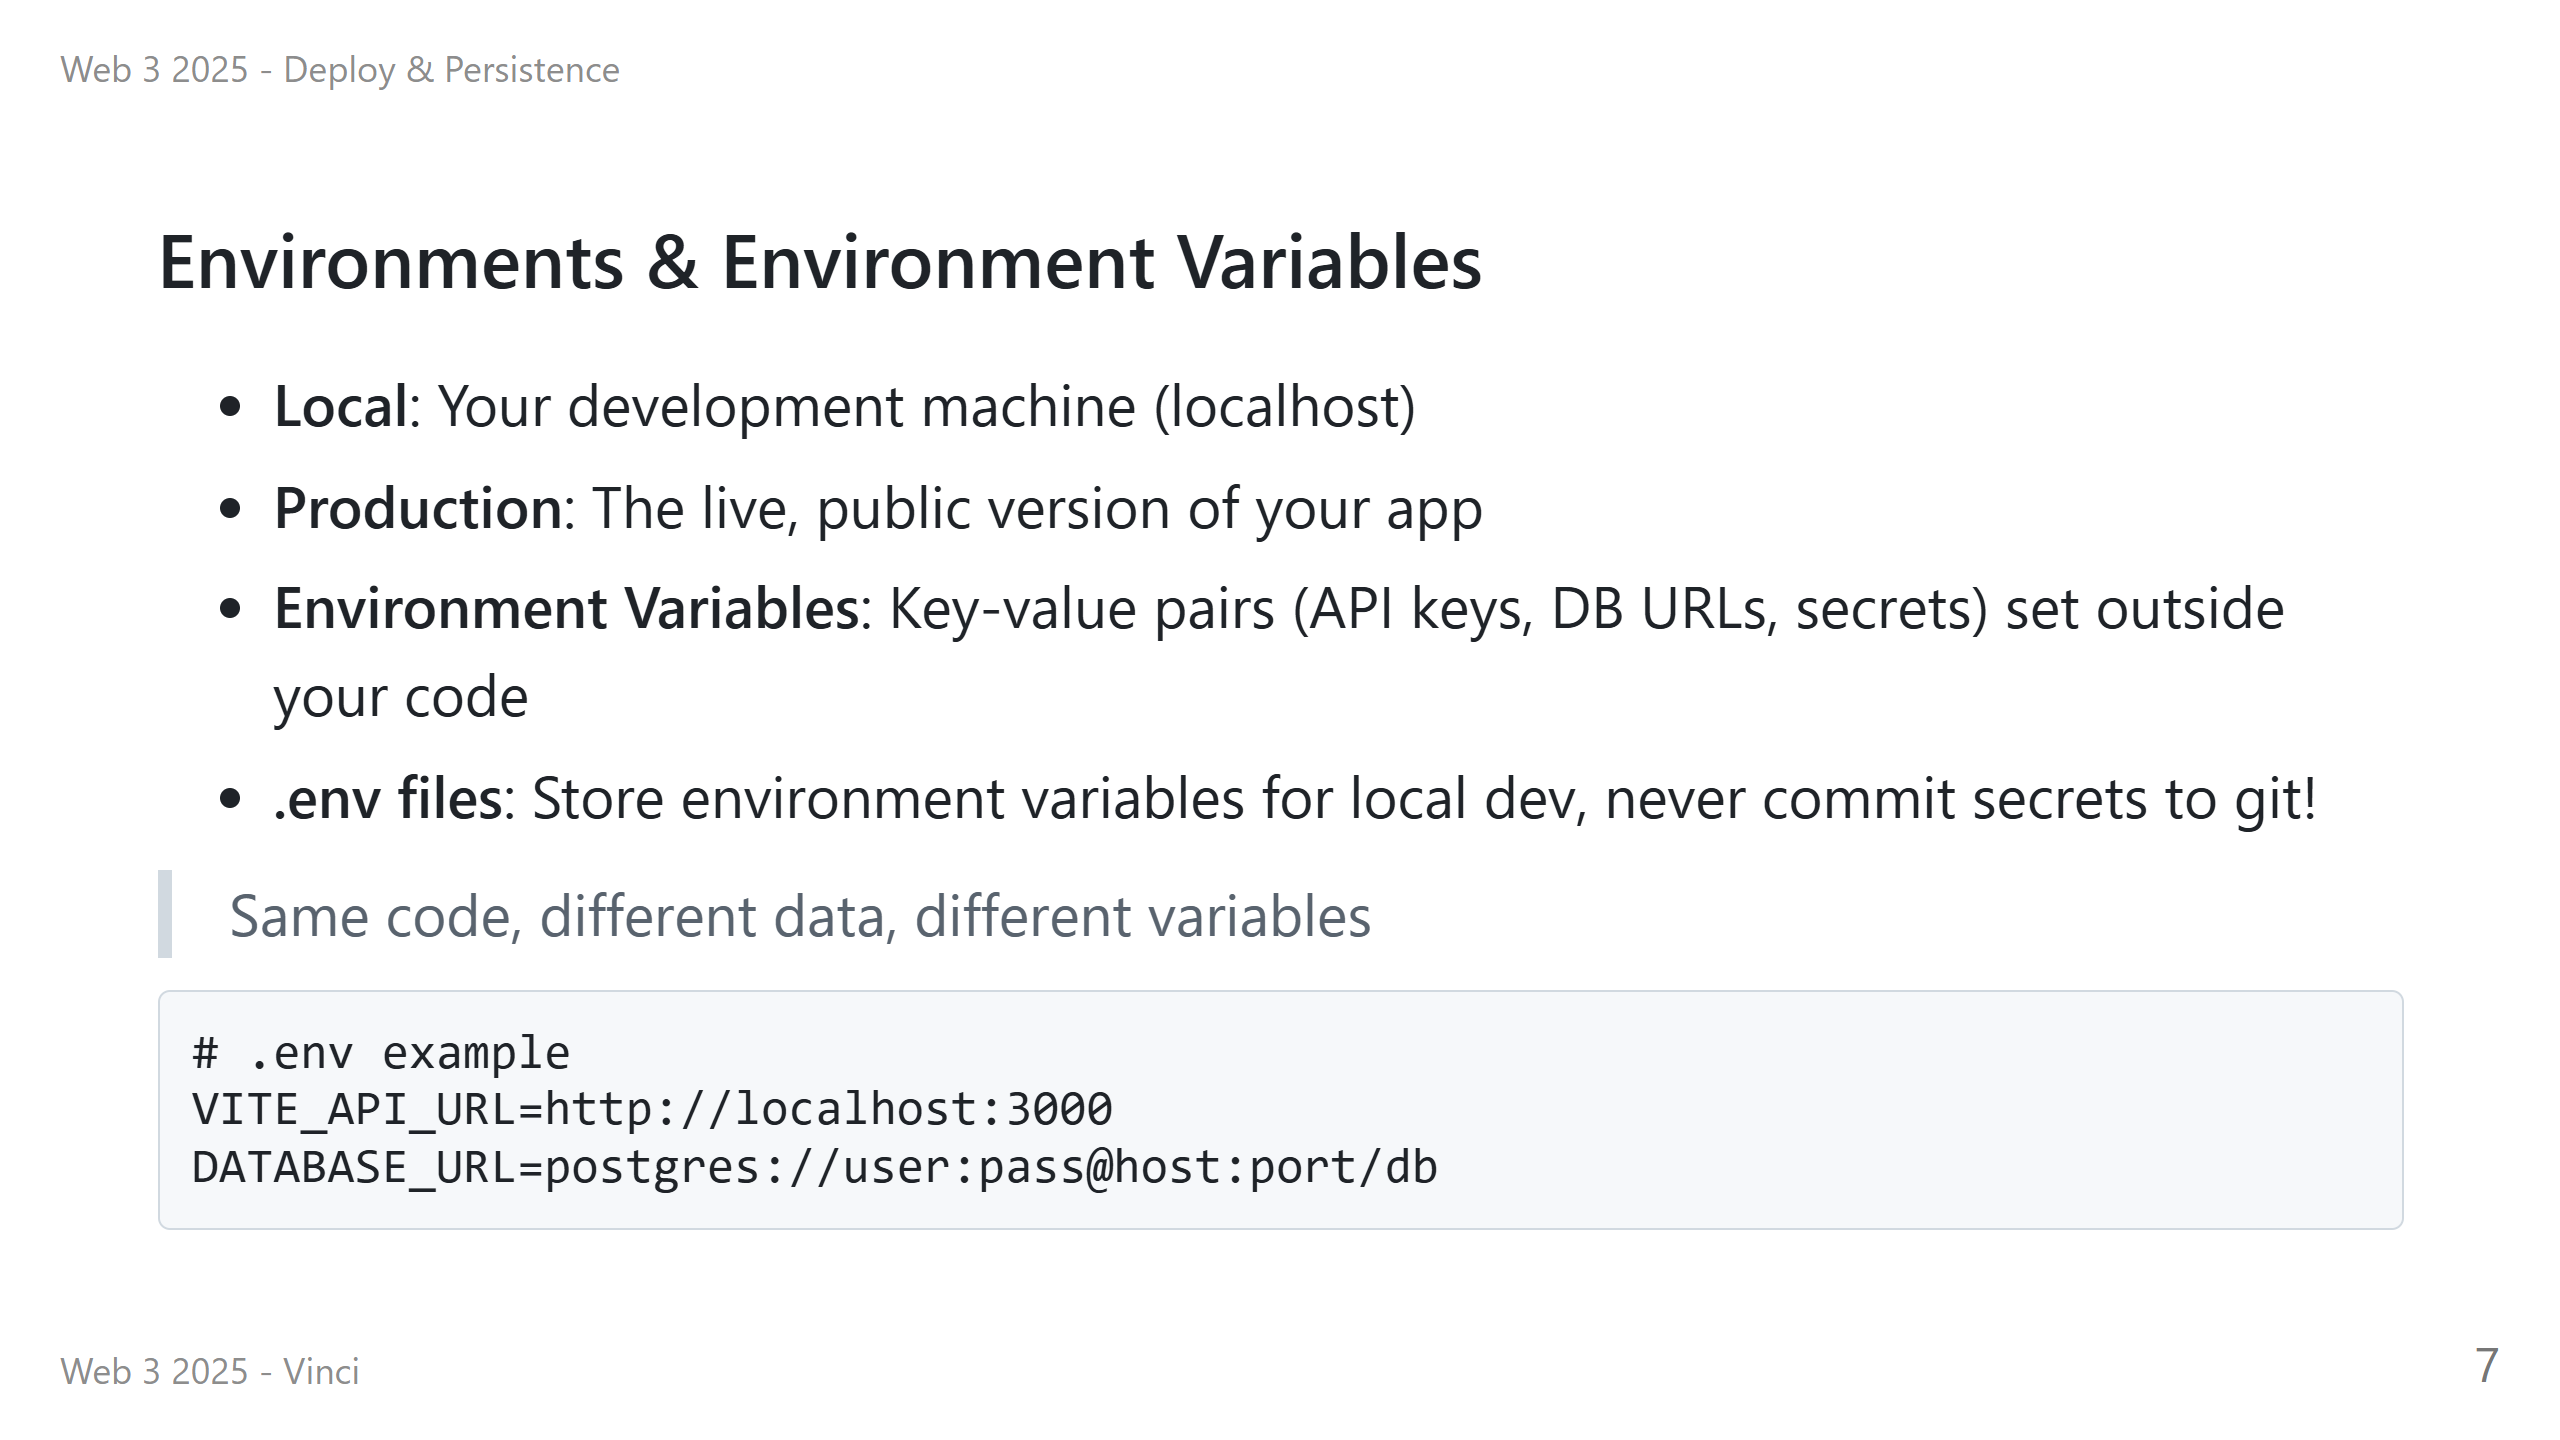 Web 3 2025 - Deploy & Persistence
Environments & Environment Variables
• Local: Your development machine (localhost)
• Production: The live, public version of your app
• Environment Variables: Key-value pairs (API keys, DB URLs, secrets) set outside
your code
• .env files: Store environment variables for local dev, never commit secrets to git!
Same code, different data, different variables
# .env example
VITE_API_URL=http://localhost:3000
DATABASE_URL=postgres://user:pass@host:port/db
Web 3 2025 - Vinci
7